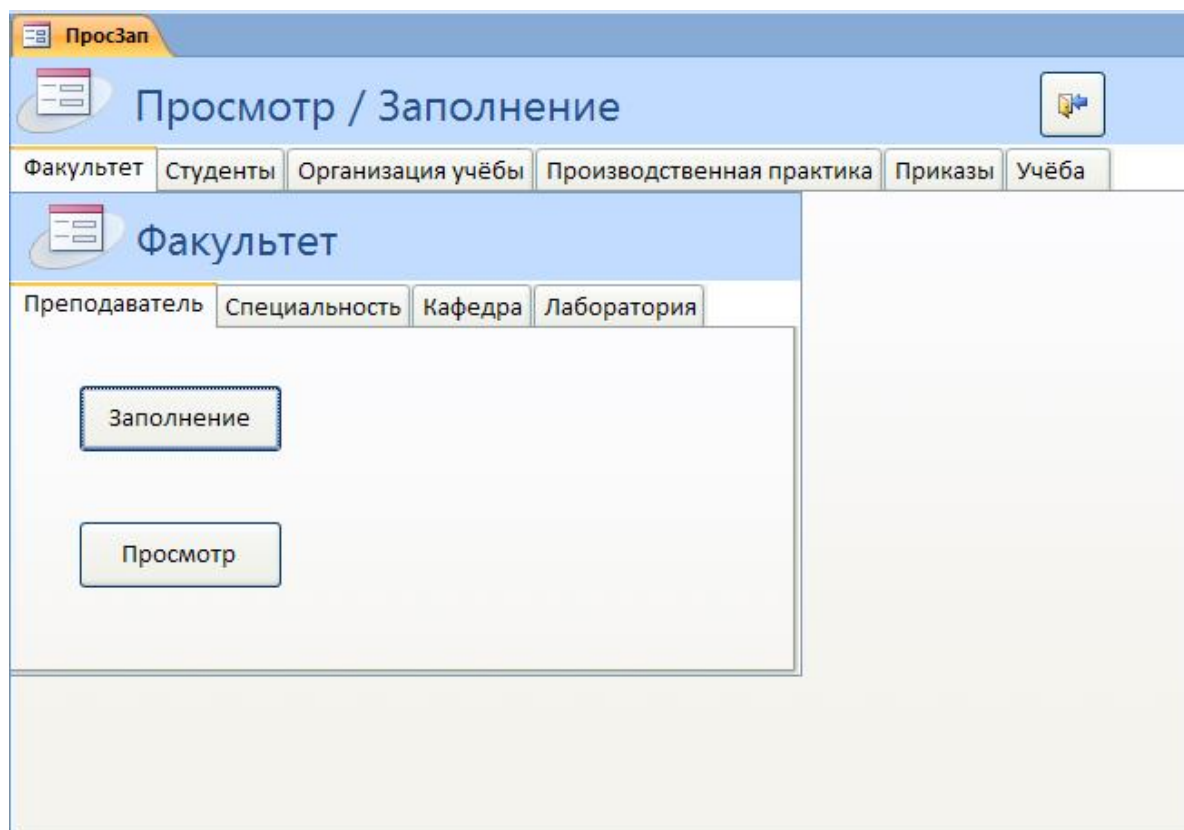 ПросЗап
Просмотр / Заполнение
Факультет Студенты Организация учёбы Производственная практика Приказы Учёба
Факультет
Преподаватель Специальность Кафедра Лаборатория
Заполнение
Просмотр